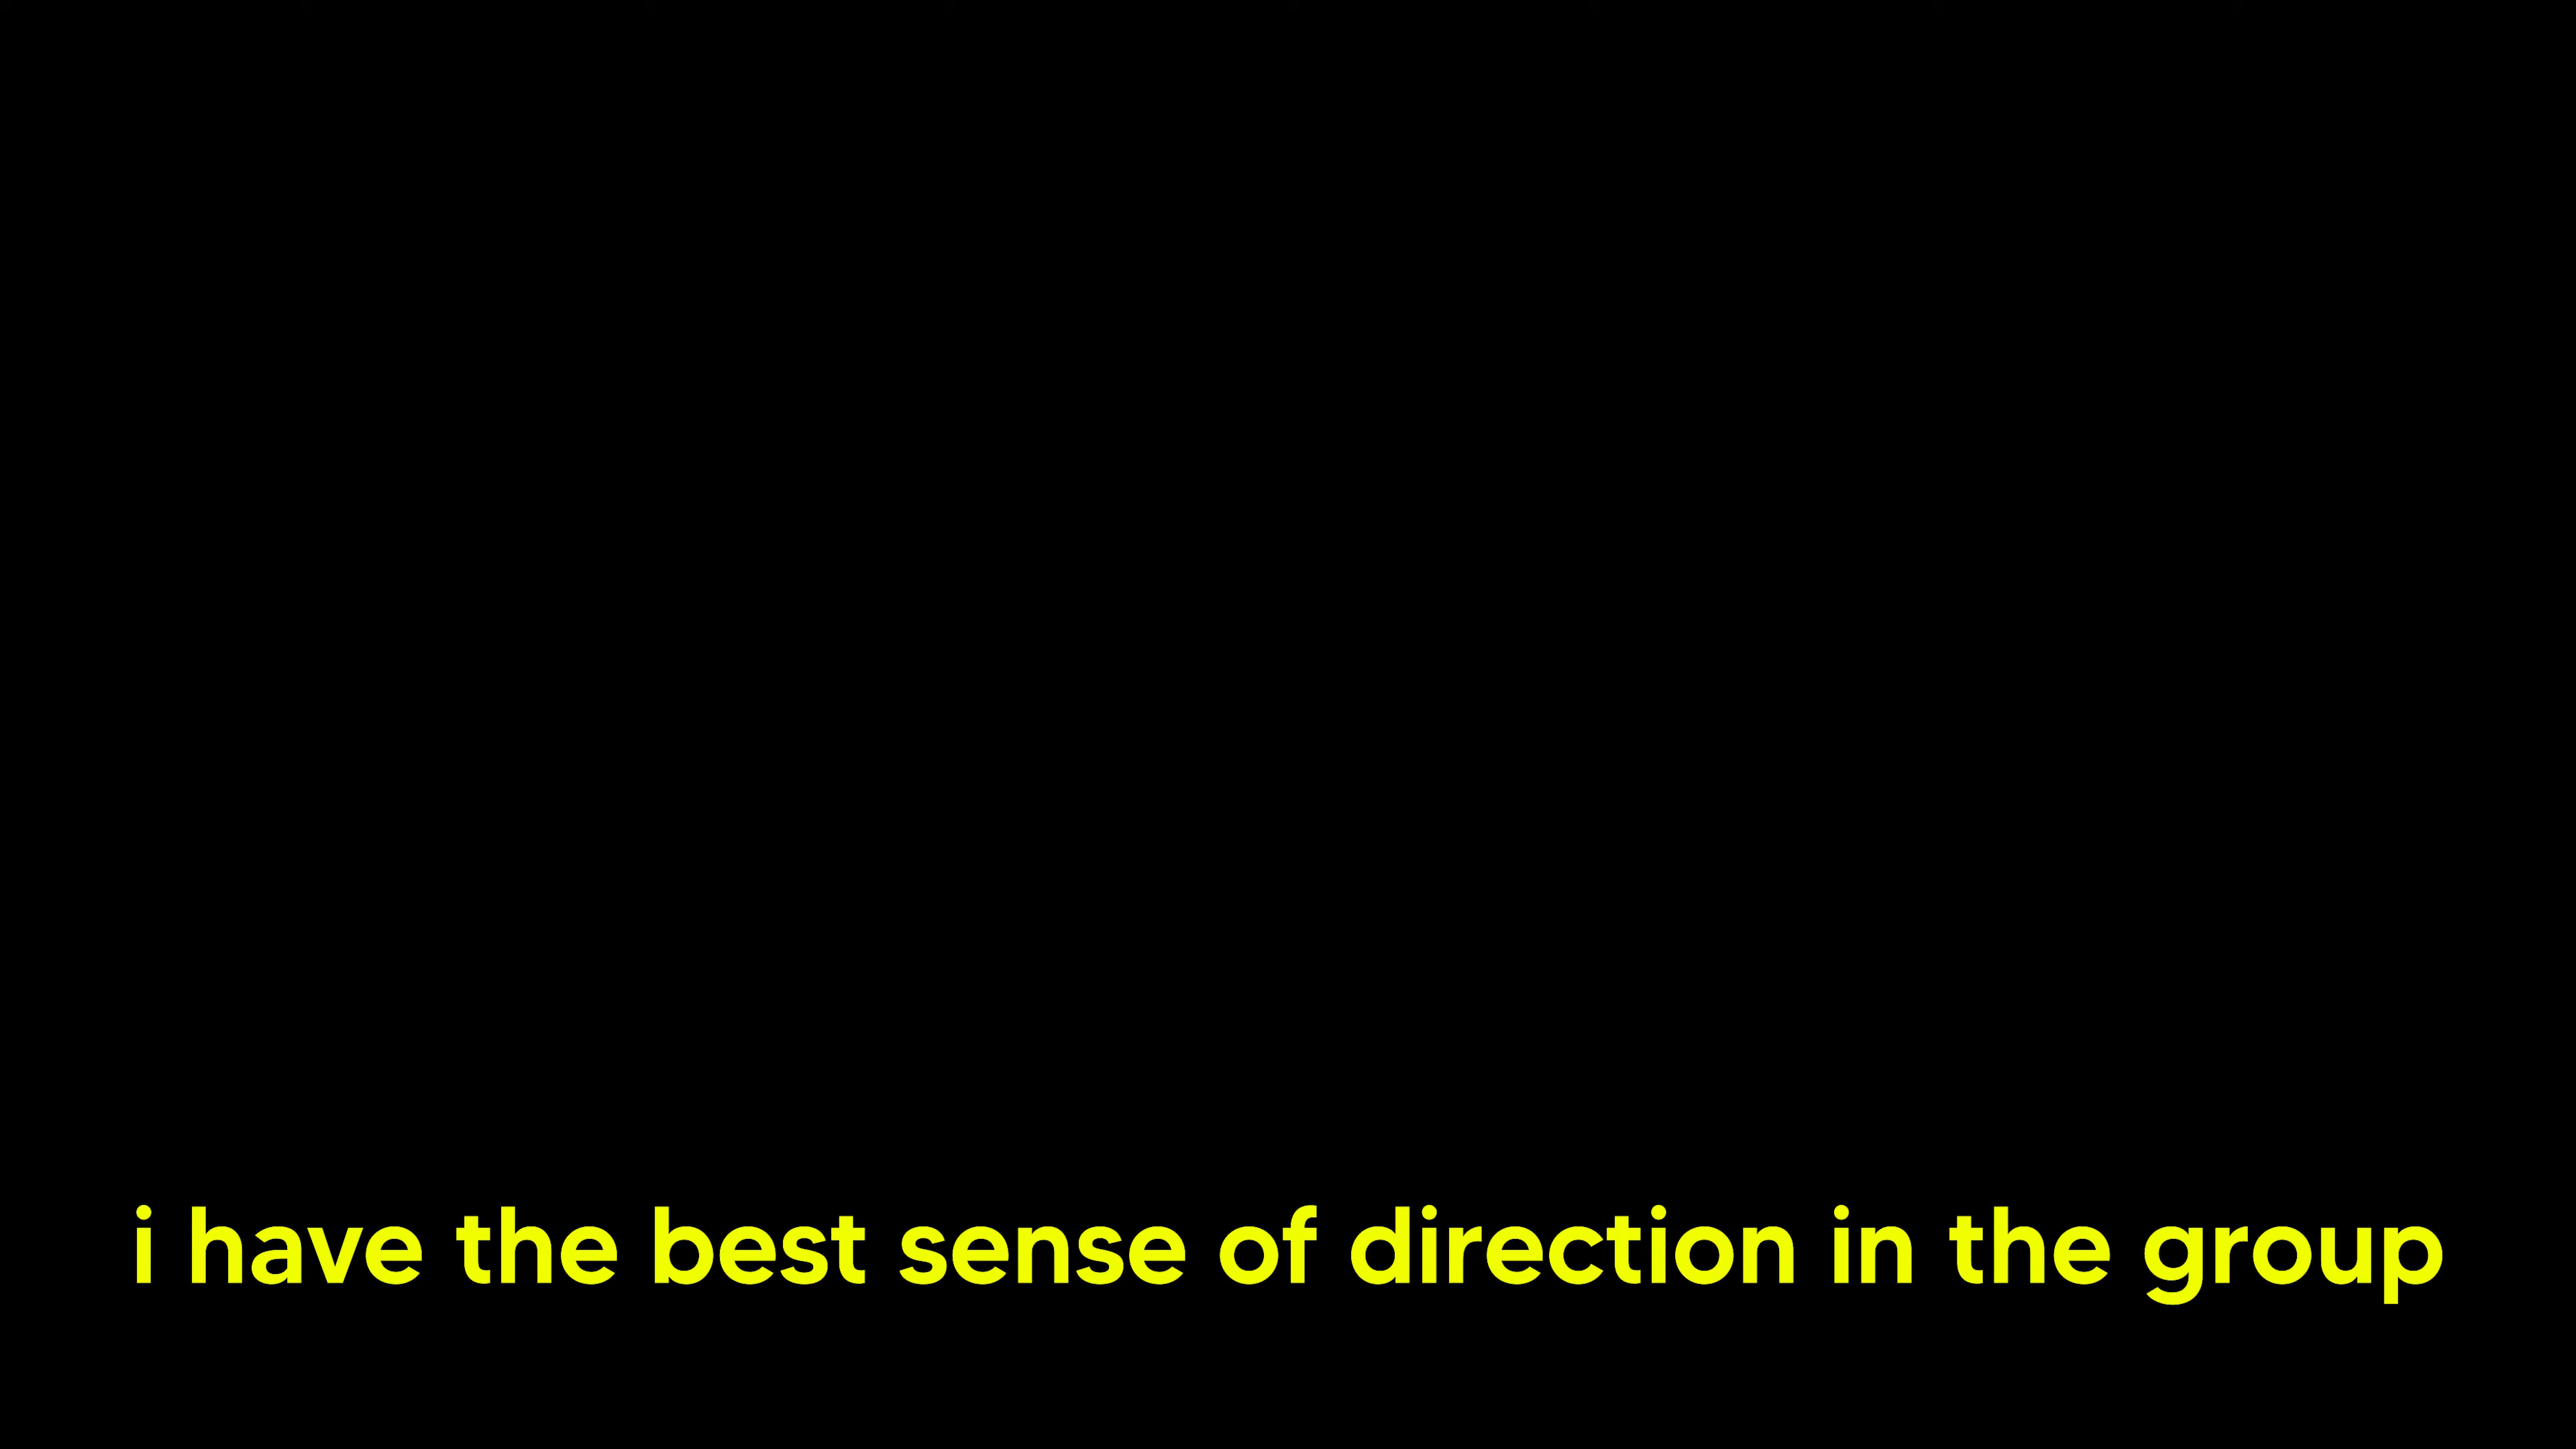 i have the best sense of direction in the group